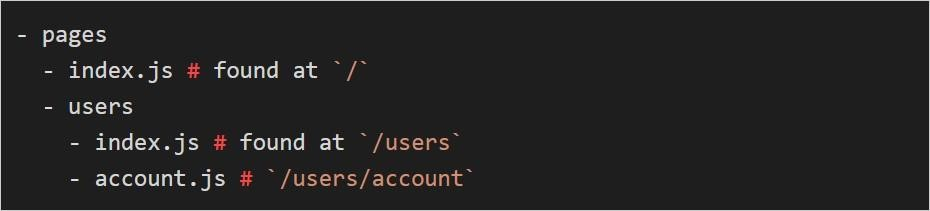 - pages
- index.js # found at `/`
- users
- index.js # found at `/users`
- account.js # `/users/account`